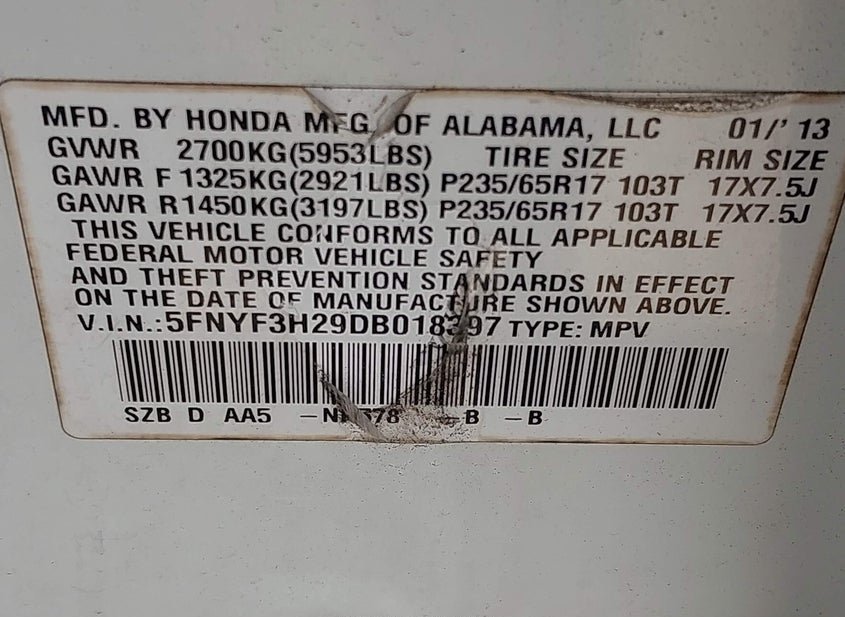 MFD. BY HONDA MFG. OF ALABAMA, LLC 01/' 13
GVWR 2700KG(5953LBS) TIRE SIZE RIM SIZE
GAWR F 1325KG(2921LBS) P235/65R17 103T 17X7.5J
GAWR R1450KG(3197LBS) P235/65R17 103T 17X7.5J
THIS VEHICLE CONFORMS TO ALL APPLICABLE
FEDERAL MOTOR VEHICLE SAFETY
AND THEFT PREVENTION STANDARDS IN EFFECT
ON THE DATE OF MANUFACTURE SHOWN ABOVE.
V.I.N.:5FNYF3H29DB018397 TYPE: MPV
SZB D AA5 –B –B